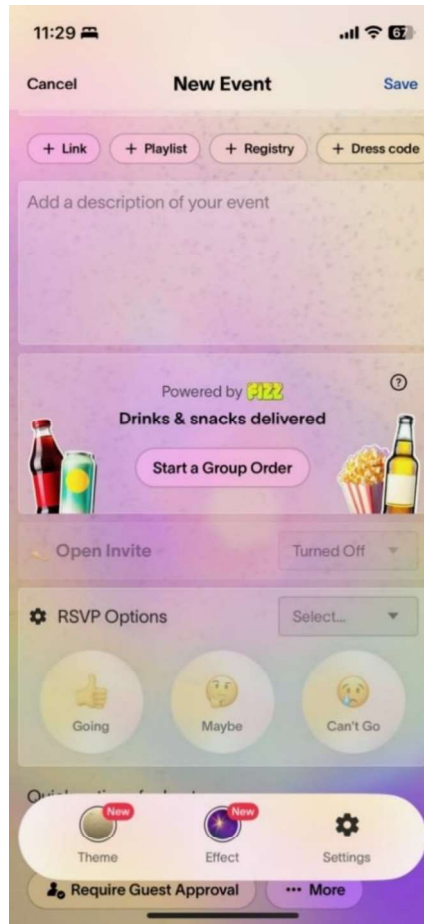 11:29
67
Cancel
New Event
Save
+ Link
+ Playlist
+ Registry
+ Dress code
Add a description of your event
Powered by FIZZ
Drinks & snacks delivered
Start a Group Order
Open Invite
Turned Off
RSVP Options
Select...
Going
Maybe
Can't Go
New
New
Theme
Effect
Settings
Require Guest Approval
More